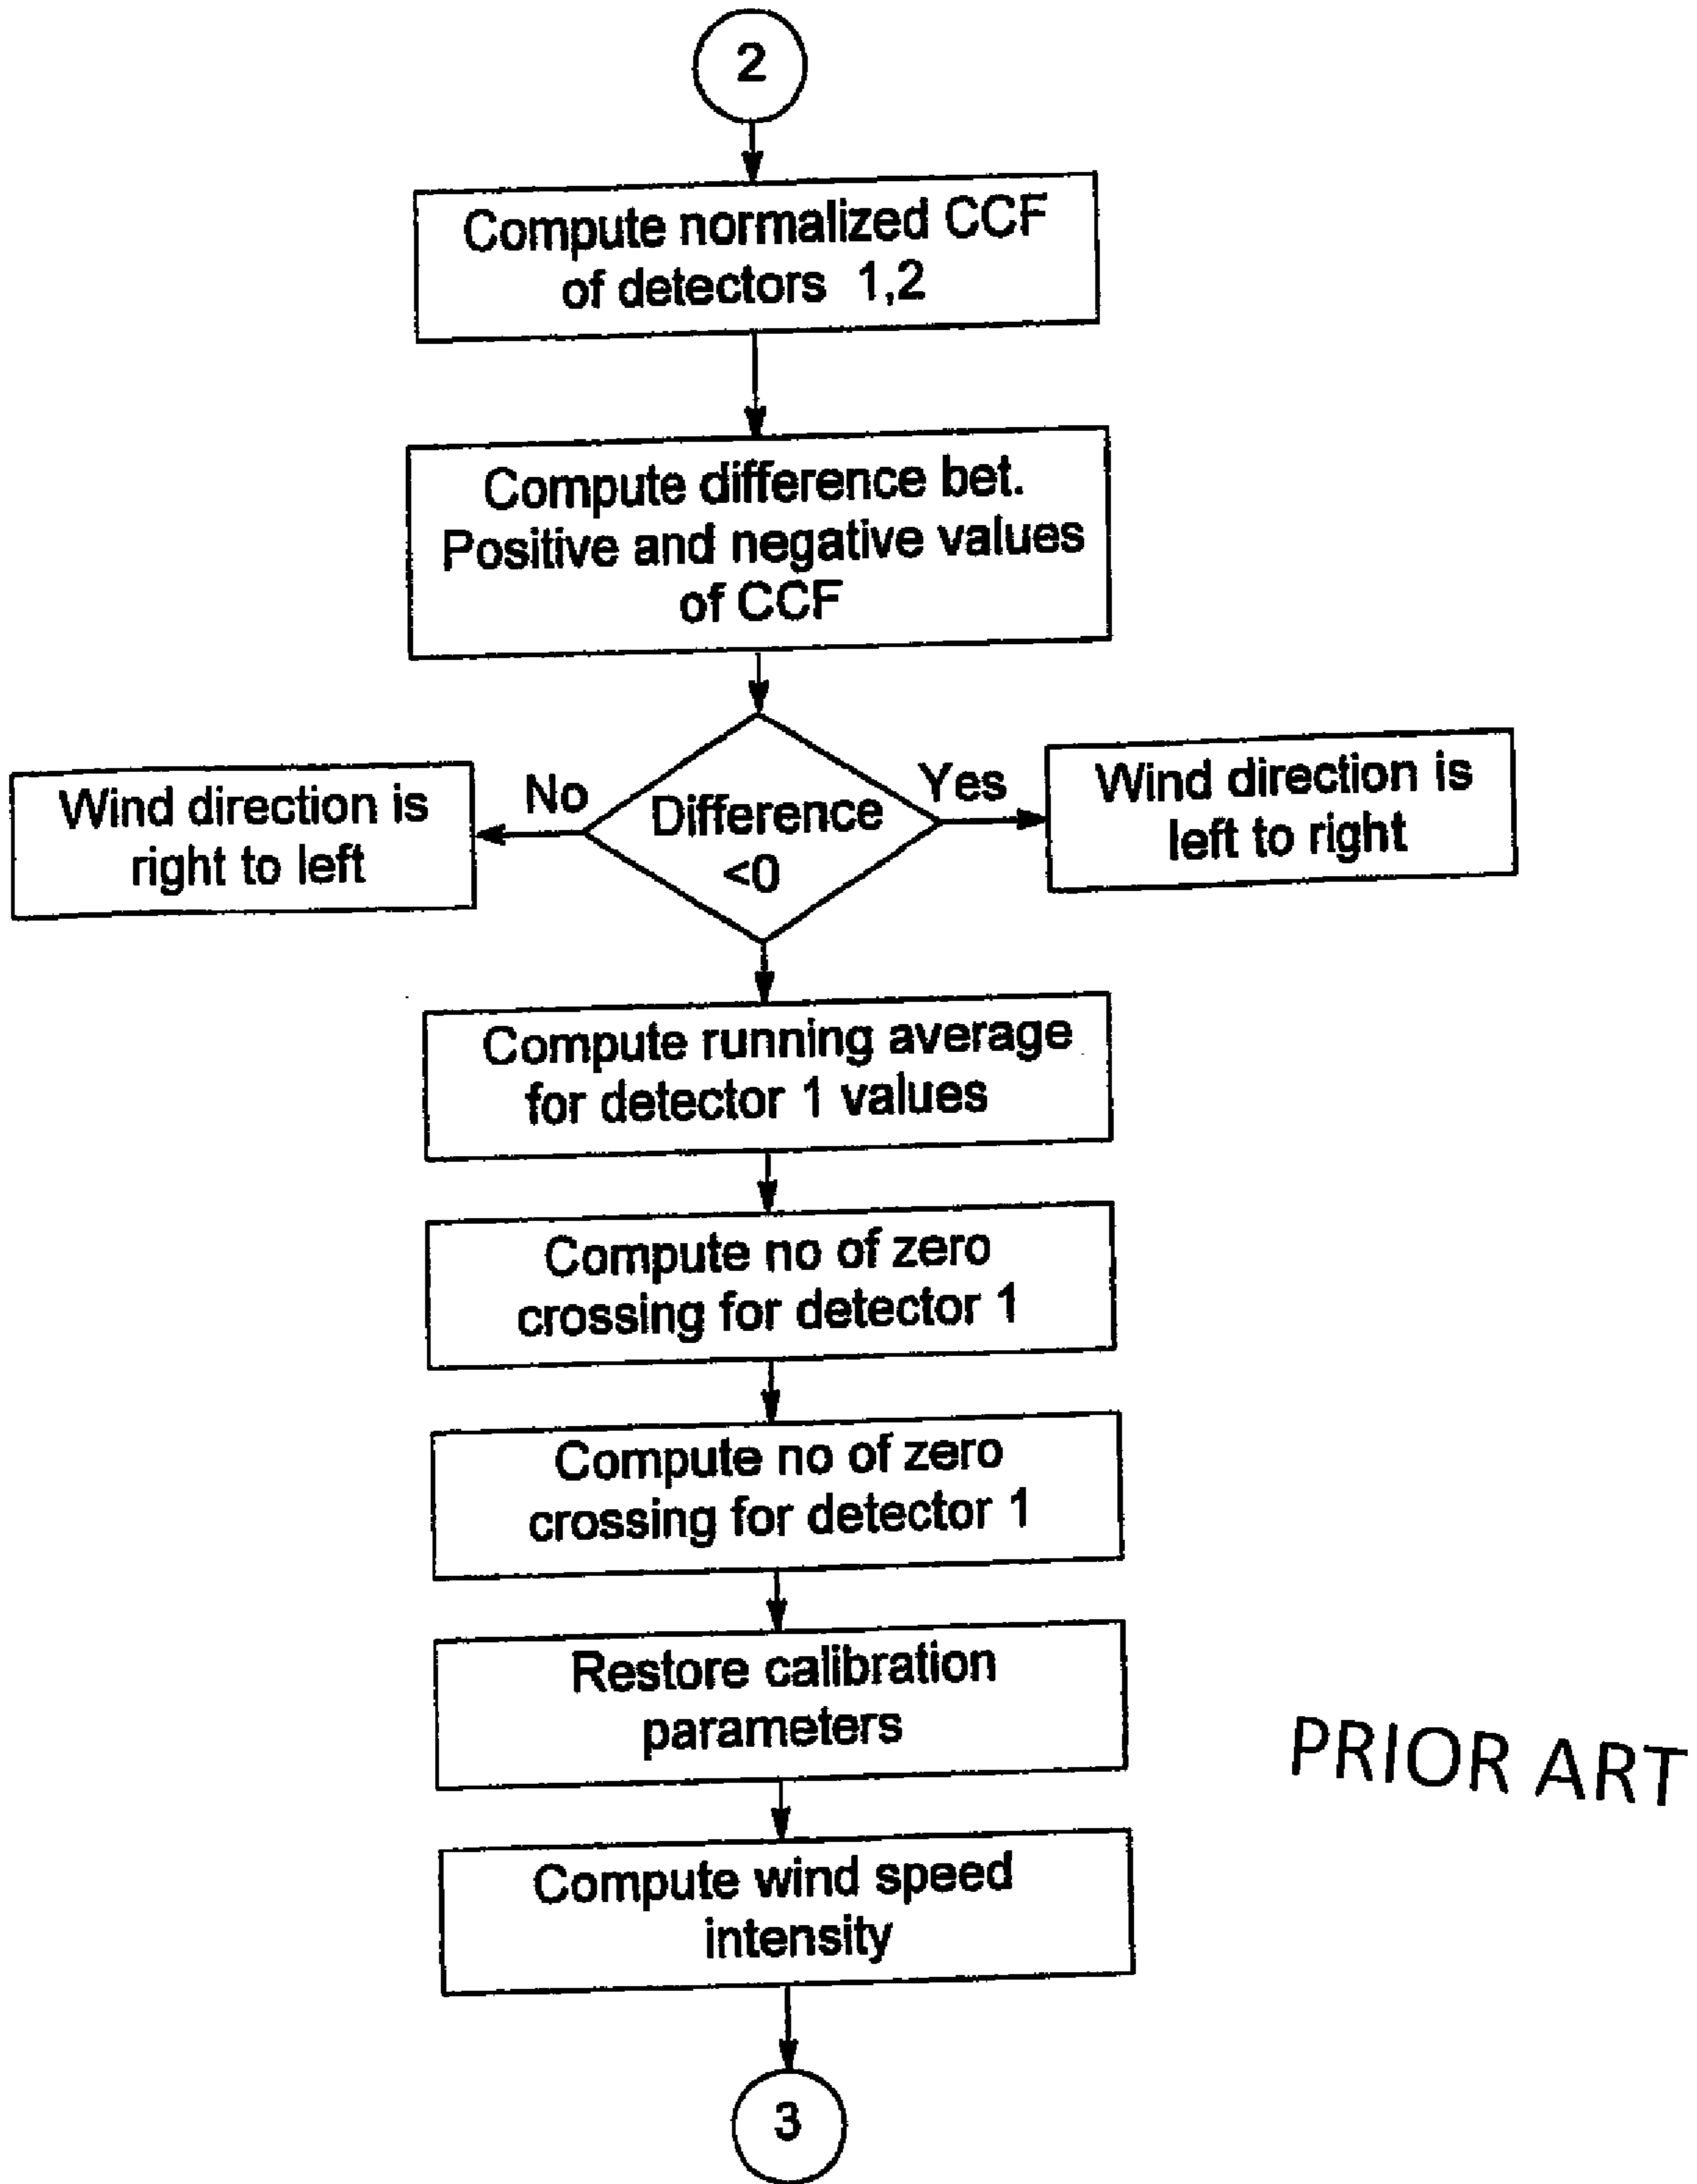 2
Compute normalized CCF
of detectors 1,2
Compute difference bet.
Positive and negative values
of CCF
No
Difference
<0
Yes
Wind direction is
right to left
Wind direction is
left to right
Compute running average
for detector 1 values
Compute no of zero
crossing for detector 1
Compute no of zero
crossing for detector 1
Restore calibration
parameters
PRIOR ART
Compute wind speed
intensity
3